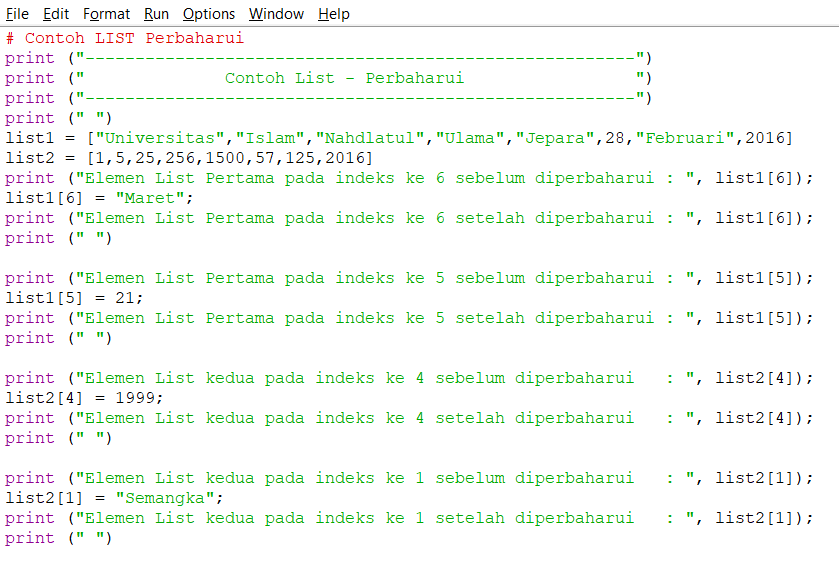 File Edit Format Run Options Window Help
# Contoh LIST Perbaharui
print ("-------------------------------------------------------")
print ("              Contoh List - Perbaharui                 ")
print ("-------------------------------------------------------")
print (" ")
list1 = ["Universitas","Islam","Nahdlatul","Ulama","Jepara",28,"Februari",2016]
list2 = [1,5,25,256,1500,57,125,2016]
print ("Elemen List Pertama pada indeks ke 6 sebelum diperbaharui : ", list1[6]);
list1[6] = "Maret";
print ("Elemen List Pertama pada indeks ke 6 setelah diperbaharui : ", list1[6]);
print (" ")
print ("Elemen List Pertama pada indeks ke 5 sebelum diperbaharui : ", list1[5]);
list1[5] = 21;
print ("Elemen List Pertama pada indeks ke 5 setelah diperbaharui : ", list1[5]);
print (" ")
print ("Elemen List kedua pada indeks ke 4 sebelum diperbaharui   : ", list2[4]);
list2[4] = 1999;
print ("Elemen List kedua pada indeks ke 4 setelah diperbaharui   : ", list2[4]);
print (" ")
print ("Elemen List kedua pada indeks ke 1 sebelum diperbaharui   : ", list2[1]);
list2[1] = "Semangka";
print ("Elemen List kedua pada indeks ke 1 setelah diperbaharui   : ", list2[1]);
print (" ")